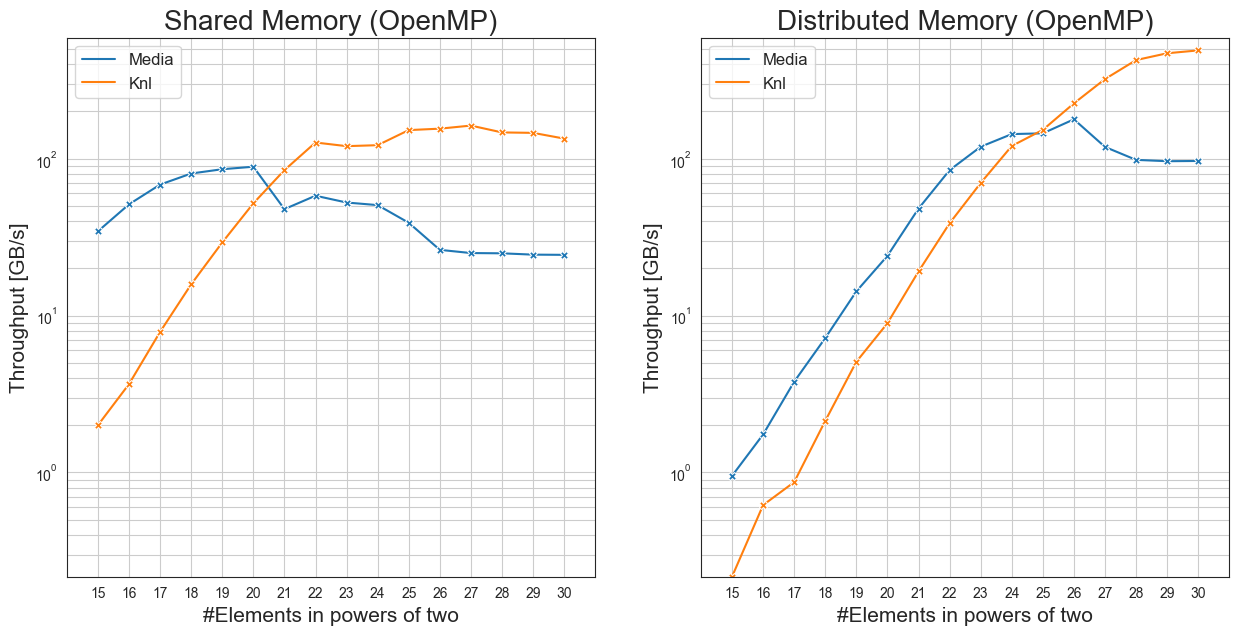 Shared Memory (OpenMP)
Media
Knl
Throughput [GB/s]
10^2
10^1
10^0
15 16 17 18 19 20 21 22 23 24 25 26 27 28 29 30
#Elements in powers of two
Distributed Memory (OpenMP)
Media
Knl
Throughput [GB/s]
10^2
10^1
10^0
15 16 17 18 19 20 21 22 23 24 25 26 27 28 29 30
#Elements in powers of two